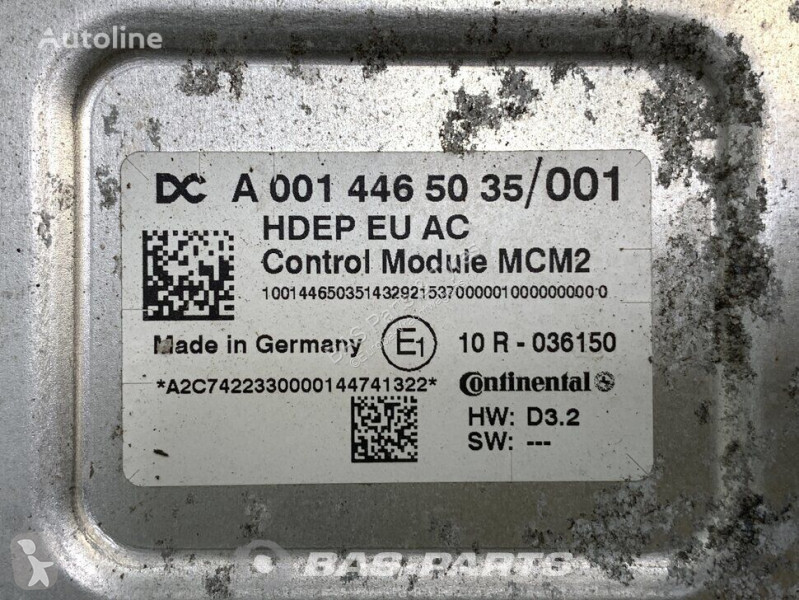 Autoline
DC A 001 446 50 35/001
HDEP EU AC
Control Module MCM2
10014465035143292153700000100000000 0
Made in Germany E1 10 R - 036150
*A2C7422330000144741322* Continental
HW: D3.2
SW: ---
BAS-PARTS